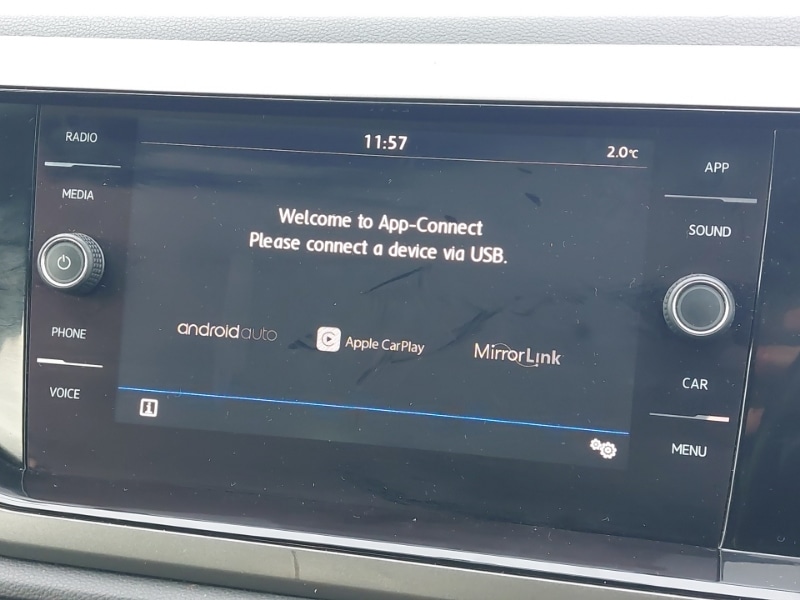 RADIO
MEDIA
PHONE
VOICE
11:57
2.0°C
Welcome to App-Connect
Please connect a device via USB.
androidauto
Apple CarPlay
MirrorLink
i
APP
SOUND
CAR
MENU